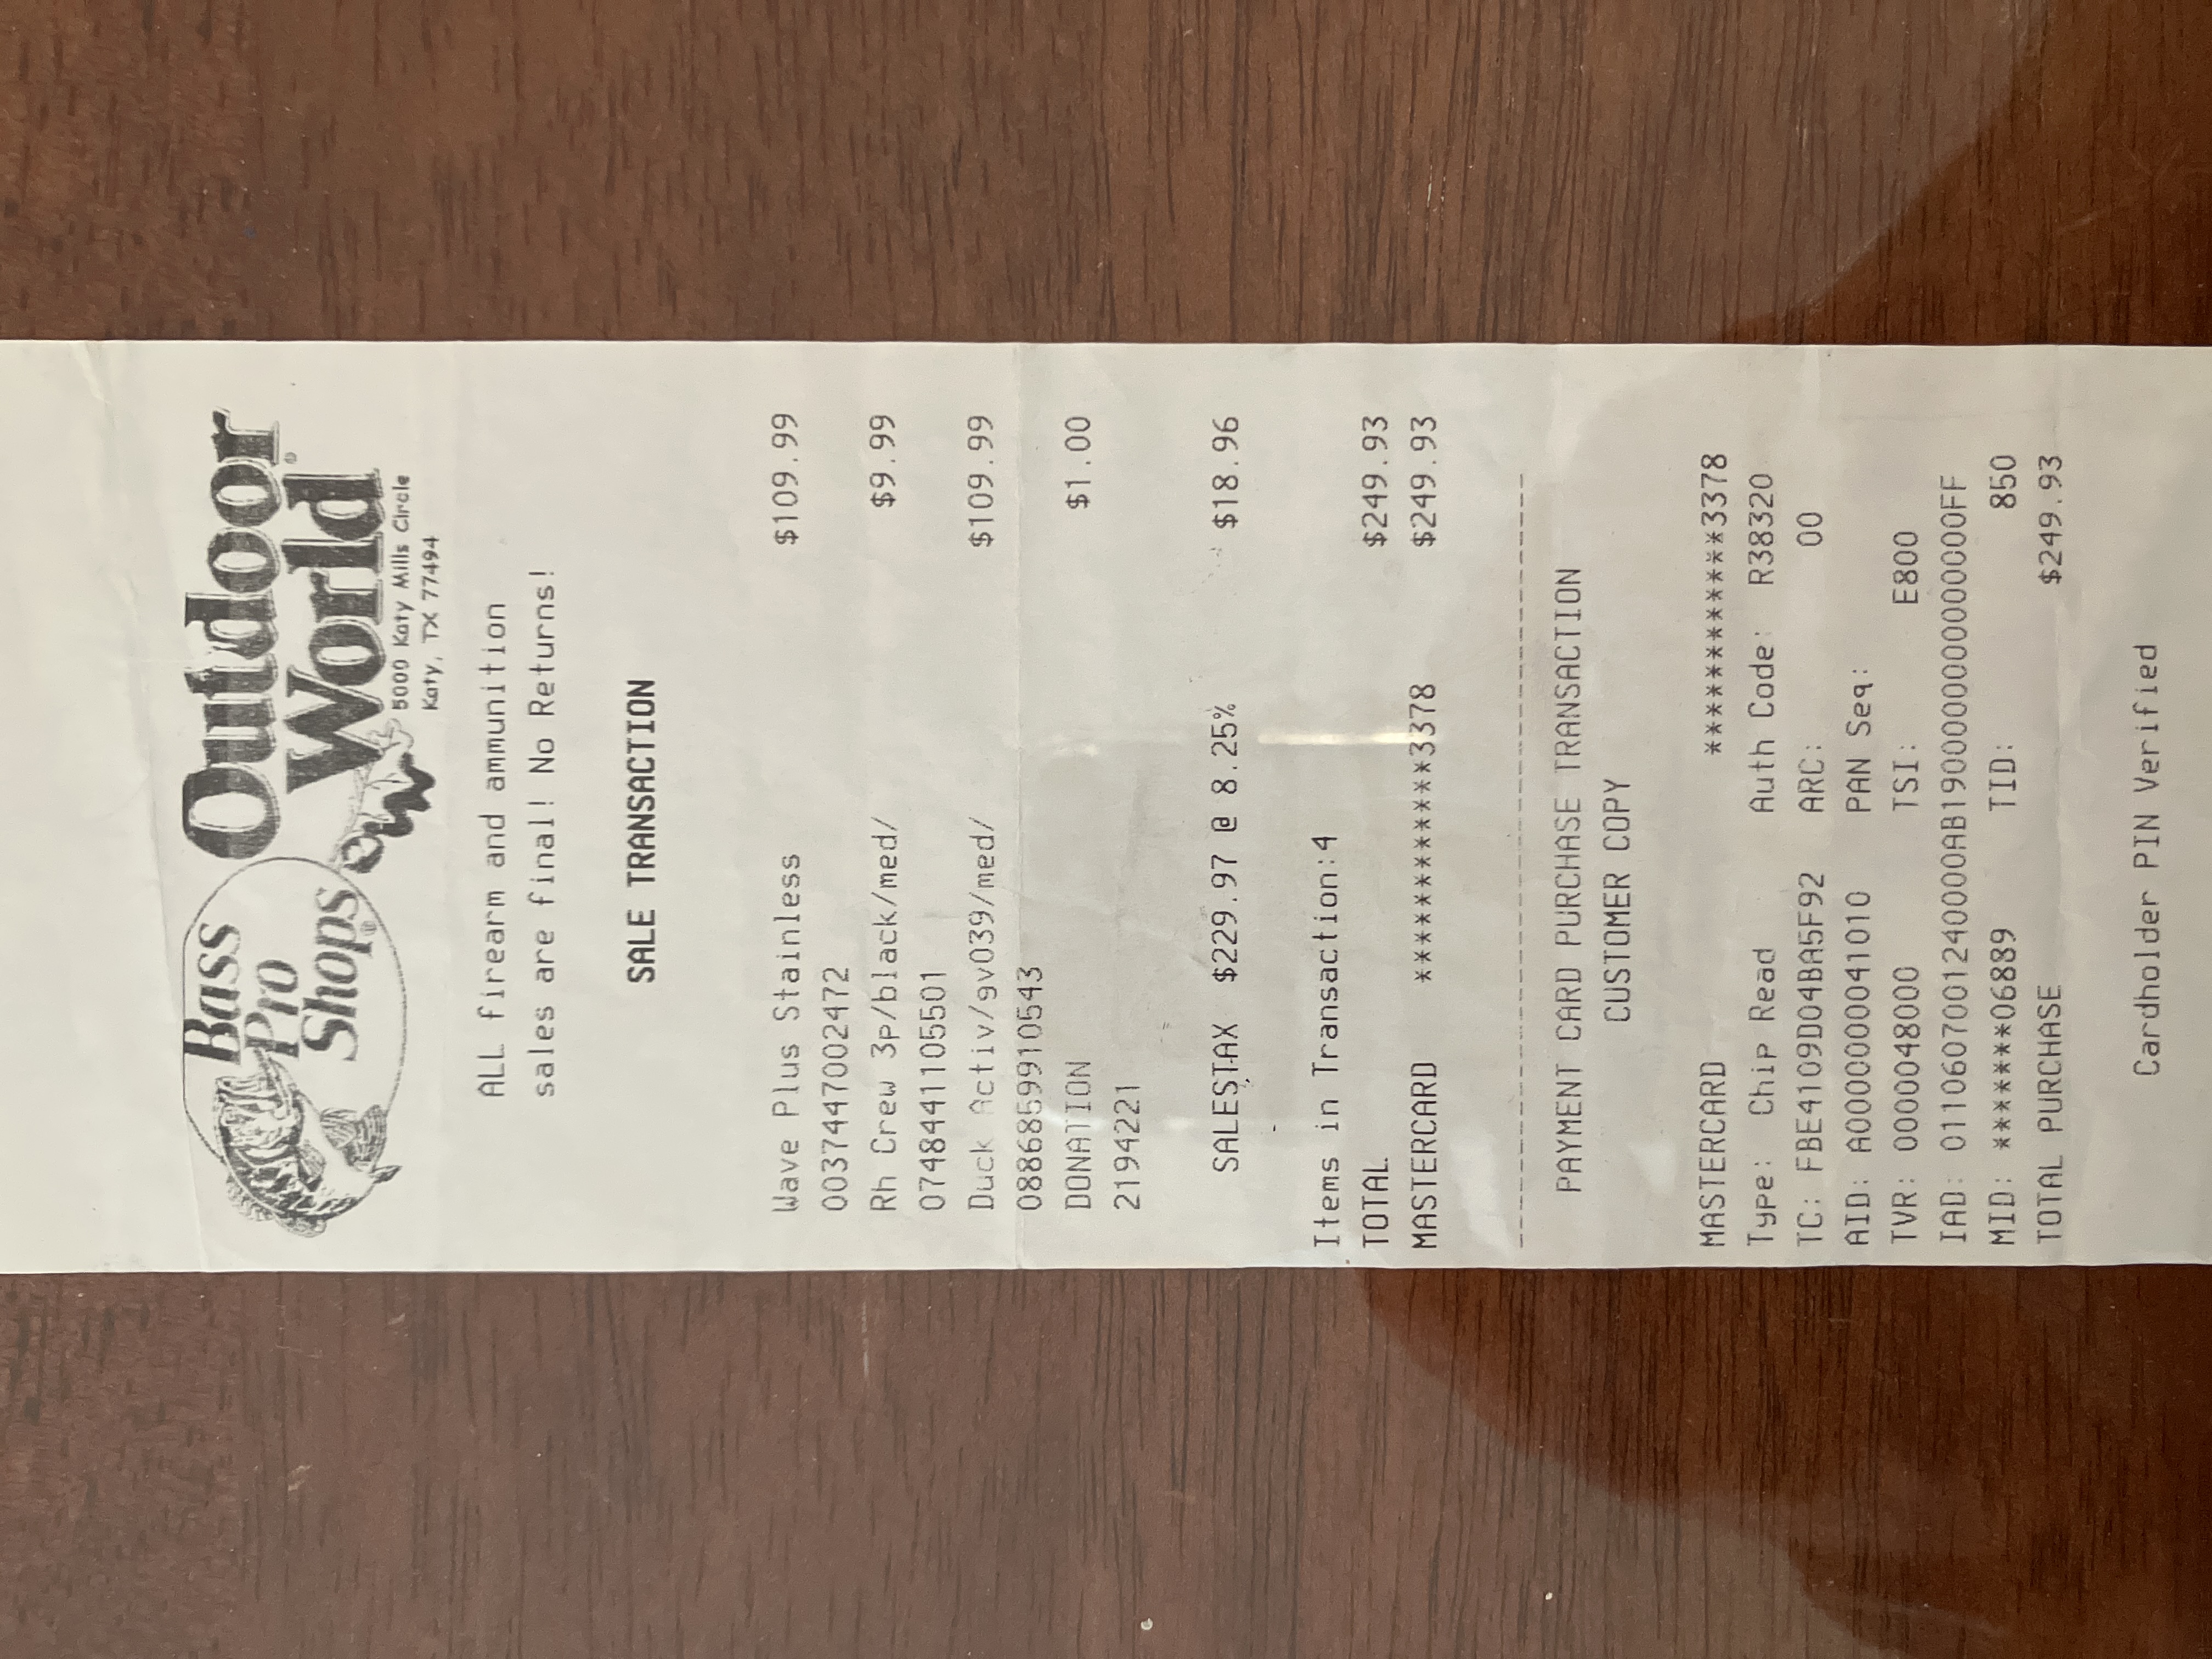 Bass
Pro
Shops®
Outdoor
World®
5000 Katy Mills Circle
Katy, TX 77494
ALL firearm and ammunition
sales are final! No Returns!
SALE TRANSACTION
Wave Plus Stainless $109.99
0037447002472
Rh Crew 3p/black/med/ $9.99
0748441105501
Duck Activ/gv039/med/ $109.99
0886859910543
DONATION $1.00
2194221
SALESTAX $229.97 @ 8.25% $18.96
Items in Transaction:4
TOTAL $249.93
MASTERCARD ************3378 $249.93
-----------------------------------------
PAYMENT CARD PURCHASE TRANSACTION
CUSTOMER COPY
MASTERCARD ************3378
Type: Chip Read Auth Code: R38320
TC: FBE4109D04BA5F92 ARC: 00
AID: A0000000041010 PAN Seq:
TVR: 0000048000 TSI: E800
IAD: 0110607001240000AB1900000000000000FF
MID: *******06889 TID: 850
TOTAL PURCHASE $249.93
Cardholder PIN Verified